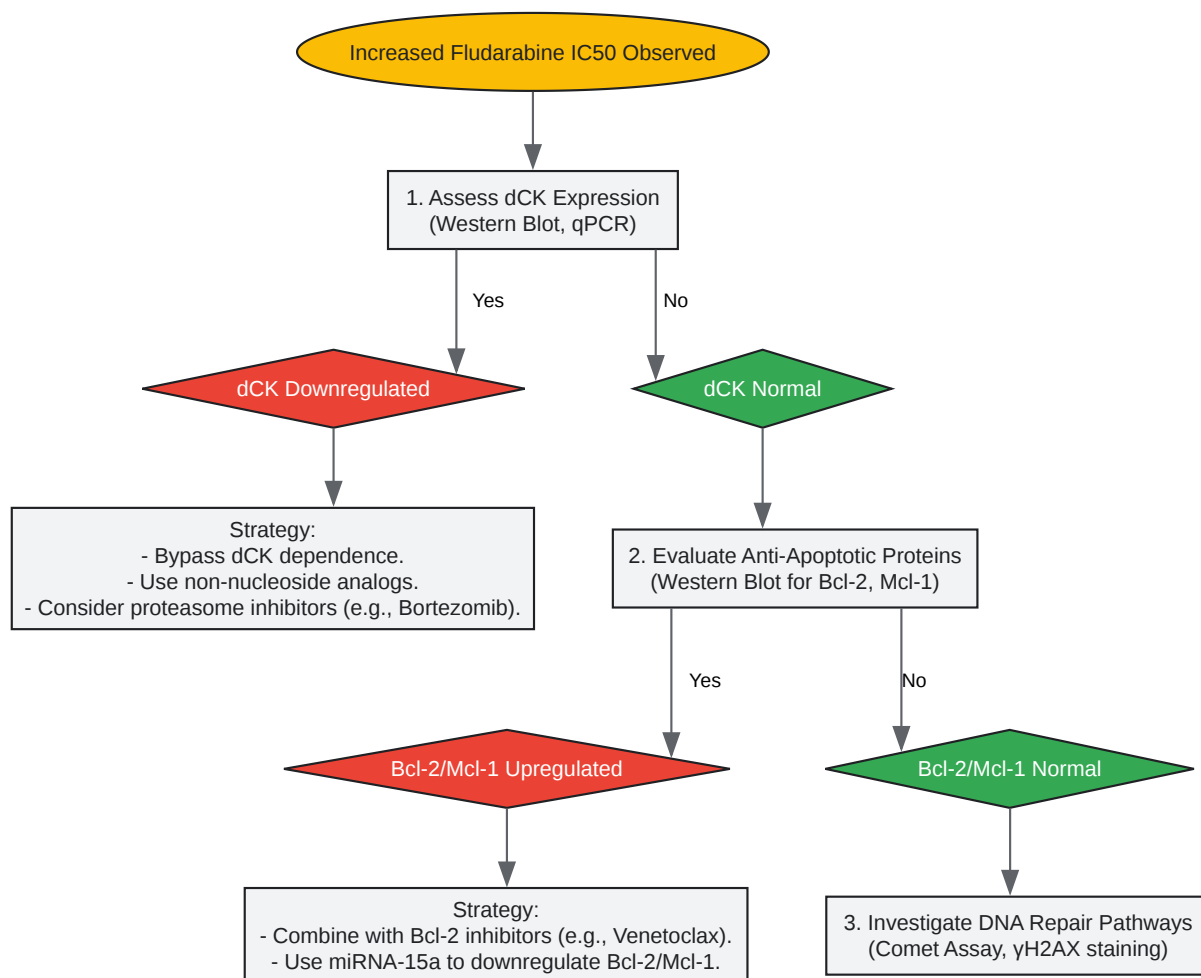 Increased Fludarabine IC50 Observed
1. Assess dCK Expression
(Western Blot, qPCR)
Yes
No
dCK Downregulated
dCK Normal
Strategy:
- Bypass dCK dependence.
- Use non-nucleoside analogs.
- Consider proteasome inhibitors (e.g., Bortezomib).
2. Evaluate Anti-Apoptotic Proteins
(Western Blot for Bcl-2, Mcl-1)
Yes
No
Bcl-2/Mcl-1 Upregulated
Bcl-2/Mcl-1 Normal
Strategy:
- Combine with Bcl-2 inhibitors (e.g., Venetoclax).
- Use miRNA-15a to downregulate Bcl-2/Mcl-1.
3. Investigate DNA Repair Pathways
(Comet Assay, γH2AX staining)